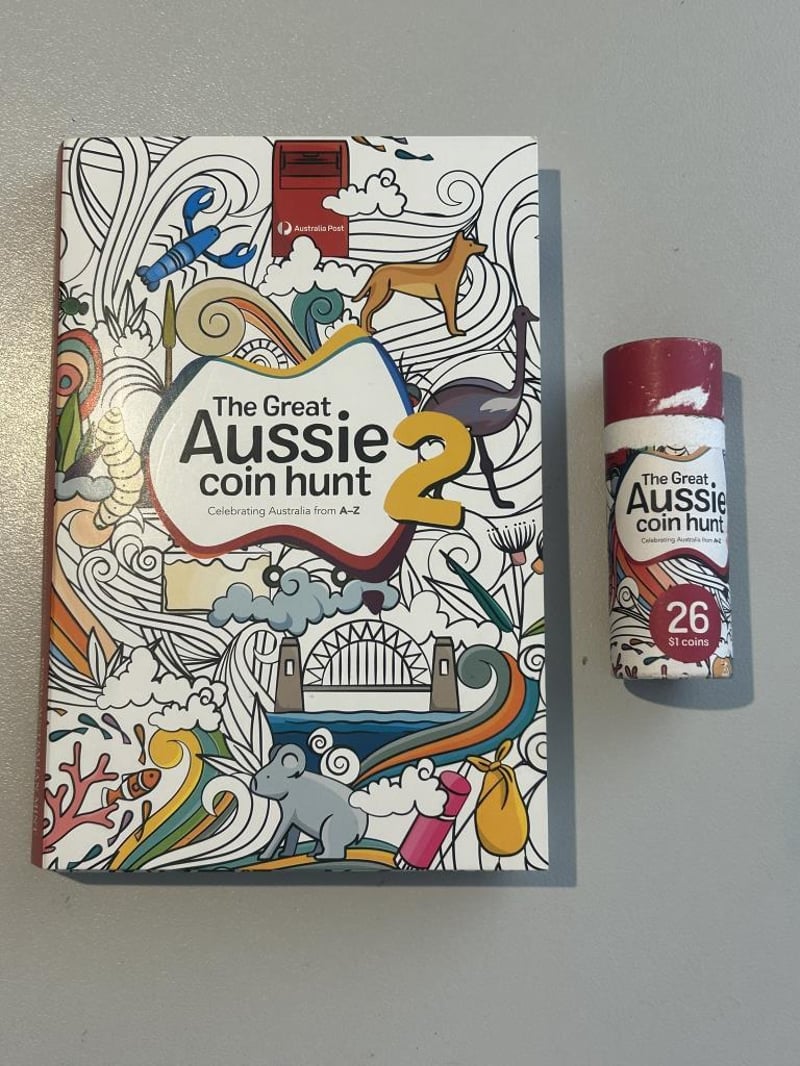 Australia Post
The Great
Aussie
coin hunt
2
Celebrating Australia from A–Z
The Great
Aussie
coin hunt
Celebrating Australia from A–Z
26
$1 coins